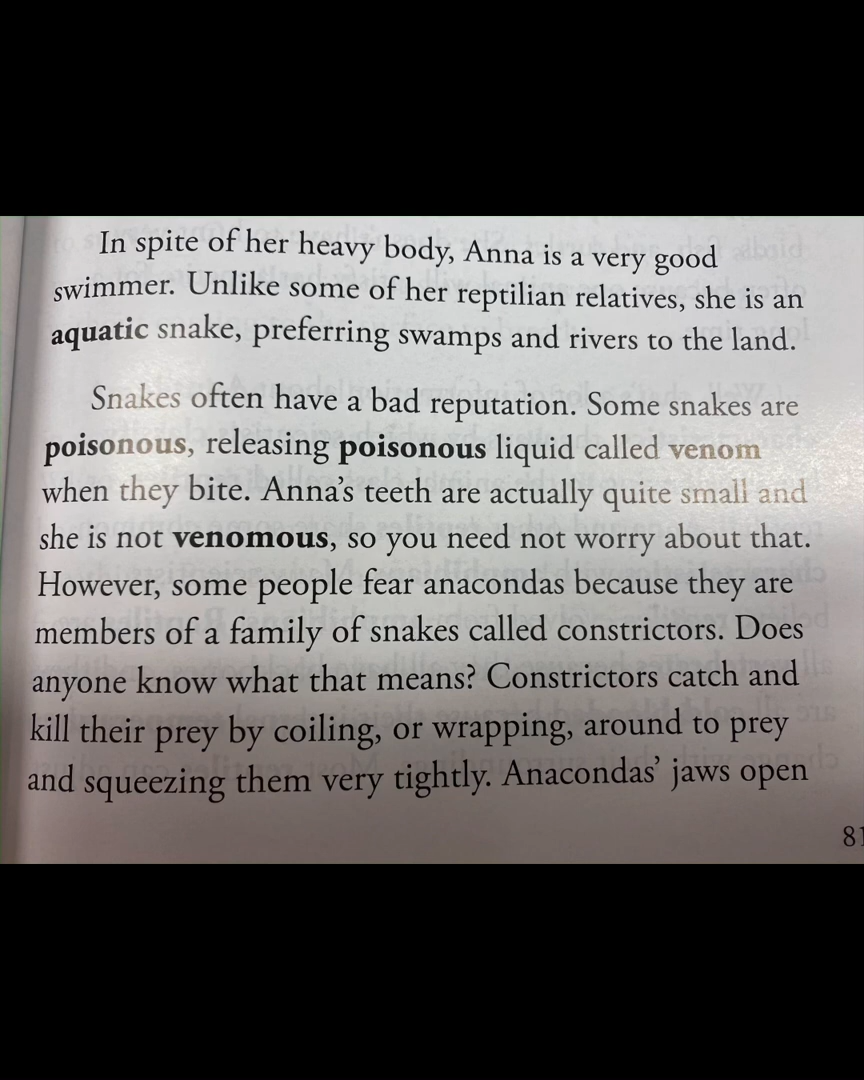 In spite of her heavy body, Anna is a very good
swimmer. Unlike some of her reptilian relatives, she is an
aquatic snake, preferring swamps and rivers to the land.
Snakes often have a bad reputation. Some snakes are
poisonous, releasing poisonous liquid called venom
when they bite. Anna’s teeth are actually quite small and
she is not venomous, so you need not worry about that.
However, some people fear anacondas because they are
members of a family of snakes called constrictors. Does
anyone know what that means? Constrictors catch and
kill their prey by coiling, or wrapping, around to prey
and squeezing them very tightly. Anacondas’ jaws open
81